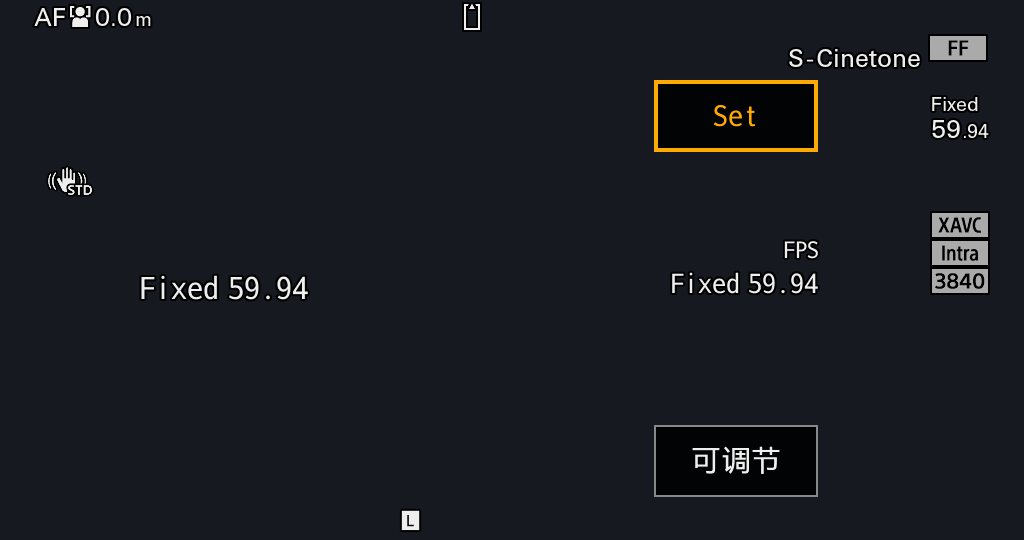 AF 0.0 m
S-Cinetone
FF
Set
Fixed
59.94
STD
XAVC
Intra
3840
FPS
Fixed 59.94
Fixed 59.94
可调节
L